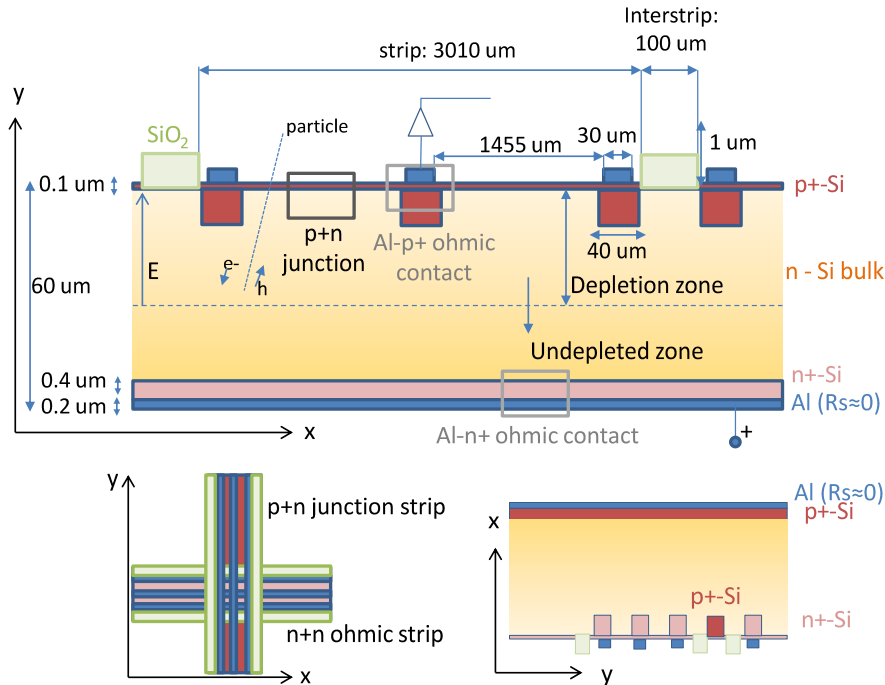 Interstrip:
100 um
strip: 3010 um
y
SiO2
particle
1455 um
30 um
1 um
0.1 um
p+-Si
p+n
junction
Al-p+ ohmic
contact
40 um
E
e-
h
60 um
n - Si bulk
Depletion zone
Undepleted zone
0.4 um
0.2 um
n+-Si
Al (Rs≈0)
x
Al-n+ ohmic contact
+
y
p+n junction strip
n+n ohmic strip
x
Al (Rs≈0)
p+-Si
x
p+-Si
n+-Si
y